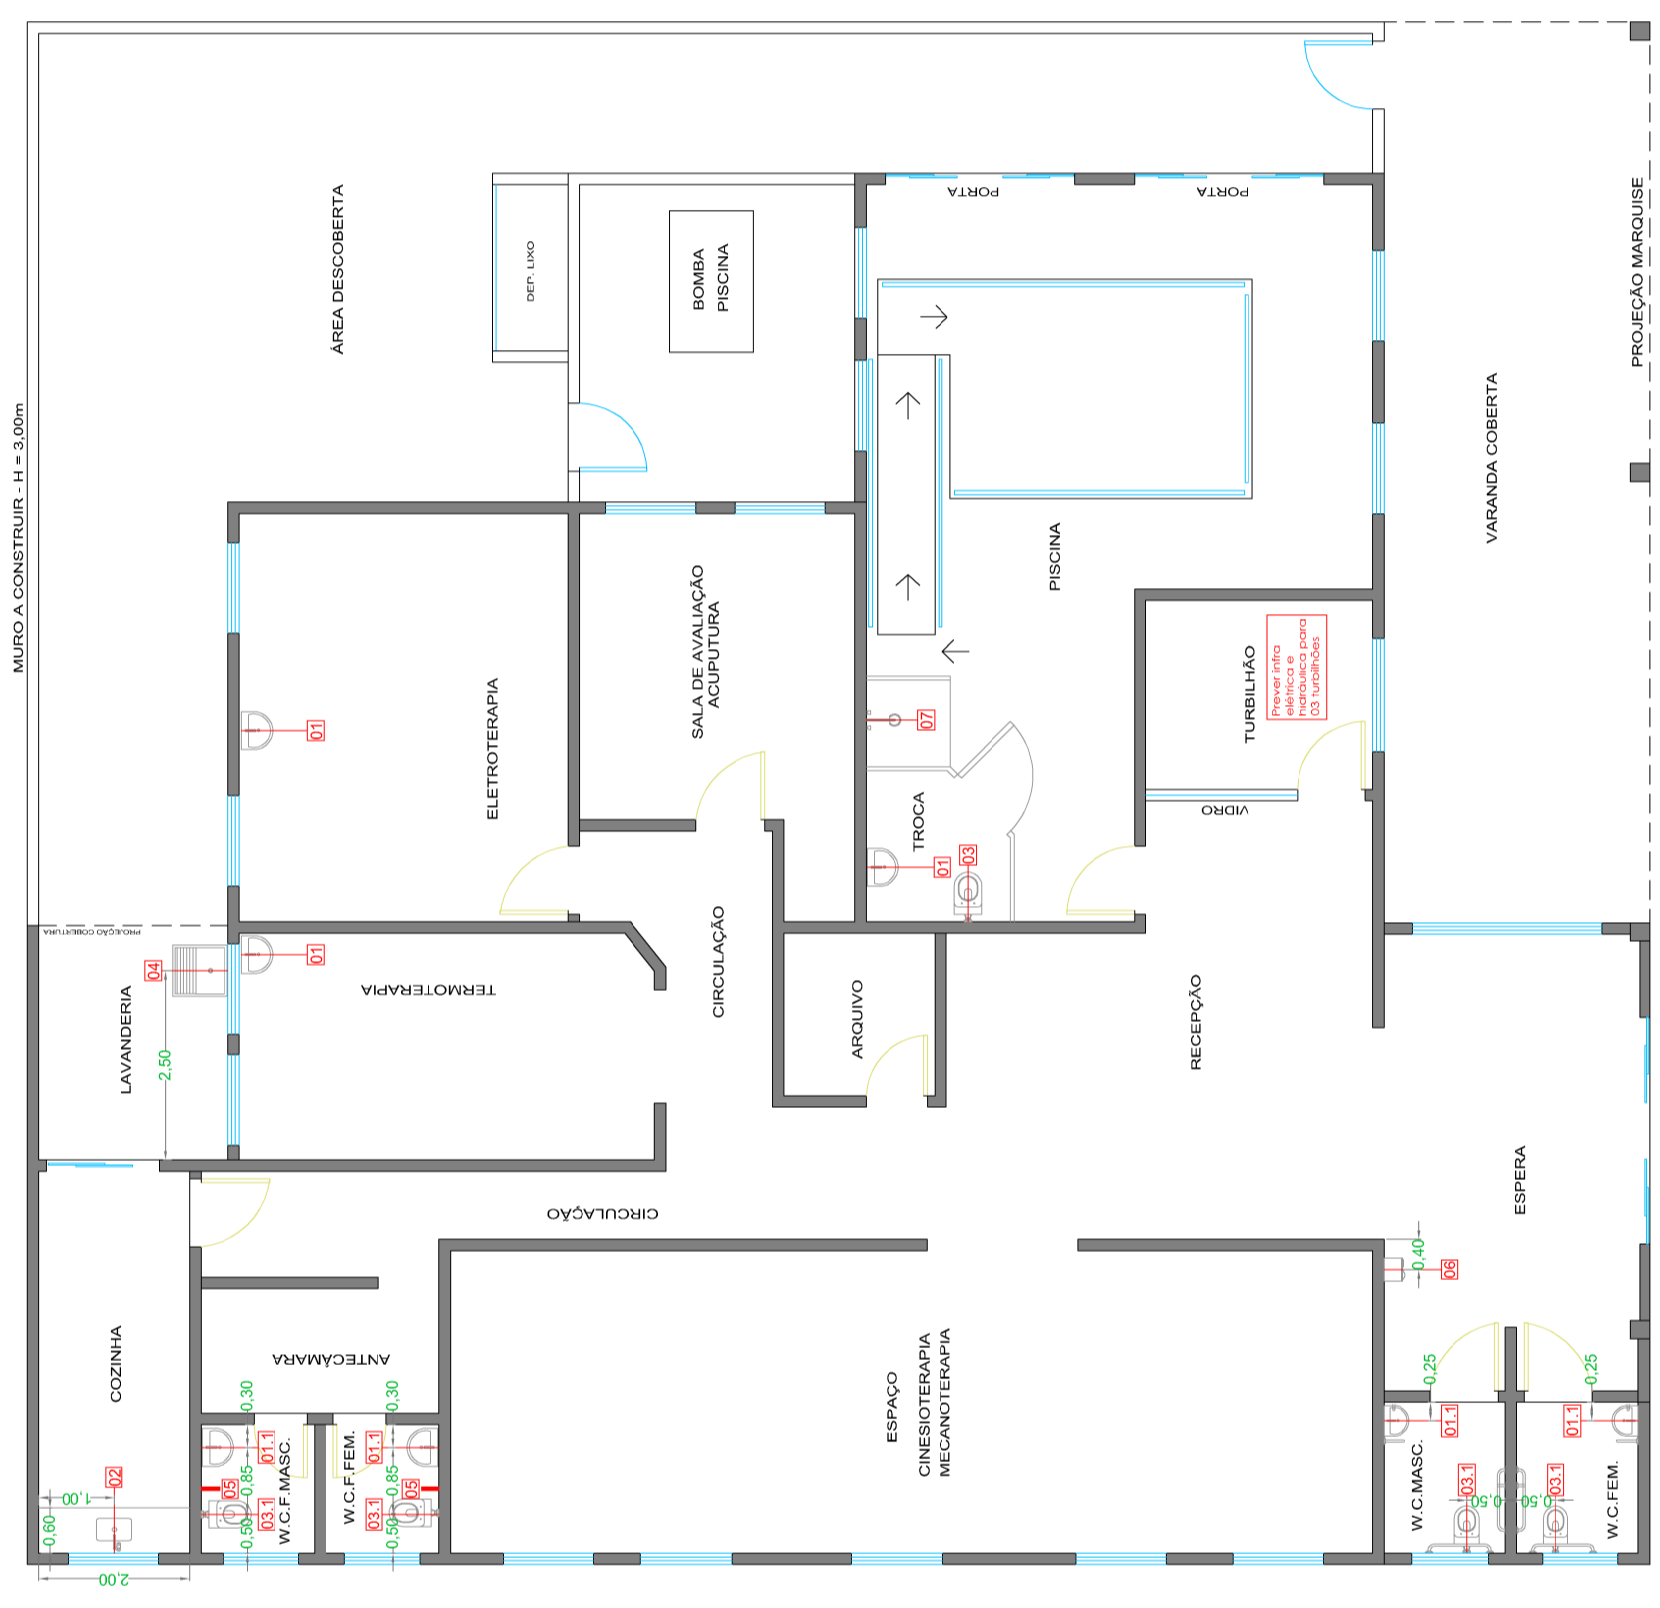 MURO A CONSTRUIR - H = 3,00m
ÁREA DESCOBERTA
DEP. LIXO
BOMBA
PISCINA
PORTA
PORTA
PROJEÇÃO MARQUISE
VARANDA COBERTA
PISCINA
SALA DE AVALIAÇÃO
ACUPUTURA
ELETROTERAPIA
01
TURBILHÃO
Prever infra
elétrica e
hidráulica para
03 turbilhões
VIDRO
07
TROCA
01
03
PROJEÇÃO COBERTURA
04
LAVANDERIA
2,50
01
TERMOTERAPIA
CIRCULAÇÃO
ARQUIVO
RECEPÇÃO
ESPERA
CIRCULAÇÃO
0,40
06
COZINHA
ANTECÂMARA
ESPAÇO
CINESIOTERAPIA
MECANOTERAPIA
0,30
0,30
0,25
0,25
01.1
01.1
01.1
01.1
W.C.F.MASC.
W.C.F.FEM.
W.C.MASC.
W.C.FEM.
02
1,00
0,60
05
0,85
0,85
05
03.1
03.1
03.1
03.1
0,50
0,50
0,50
0,50
2,00